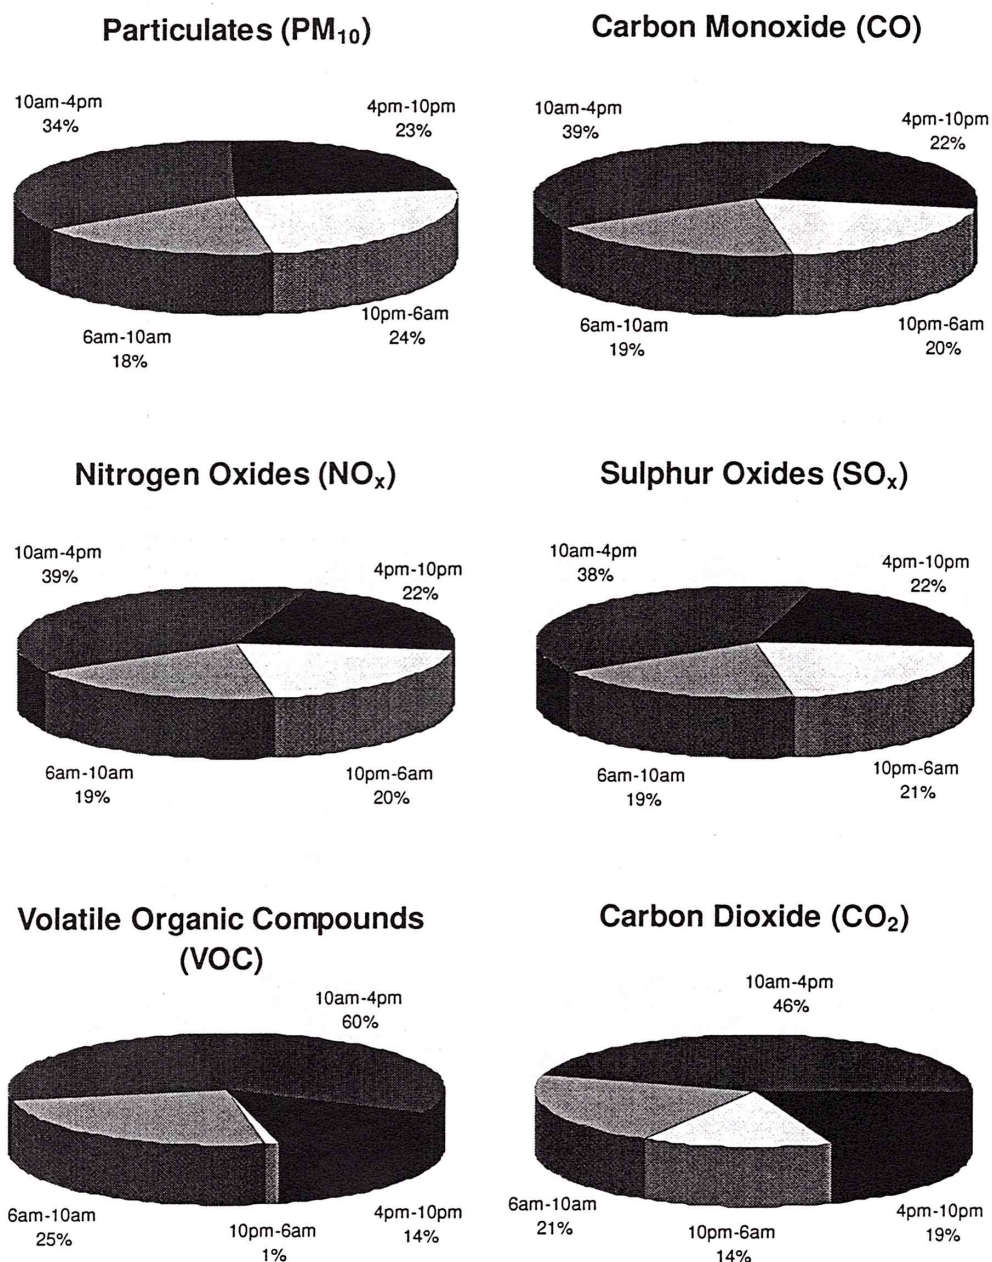 Particulates (PM₁₀)
10am-4pm
34%
4pm-10pm
23%
6am-10am
18%
10pm-6am
24%
Carbon Monoxide (CO)
10am-4pm
39%
4pm-10pm
22%
6am-10am
19%
10pm-6am
20%
Nitrogen Oxides (NOₓ)
10am-4pm
39%
4pm-10pm
22%
6am-10am
19%
10pm-6am
20%
Sulphur Oxides (SOₓ)
10am-4pm
38%
4pm-10pm
22%
6am-10am
19%
10pm-6am
21%
Volatile Organic Compounds
(VOC)
10am-4pm
60%
6am-10am
25%
10pm-6am
1%
4pm-10pm
14%
Carbon Dioxide (CO₂)
10am-4pm
46%
6am-10am
21%
10pm-6am
14%
4pm-10pm
19%